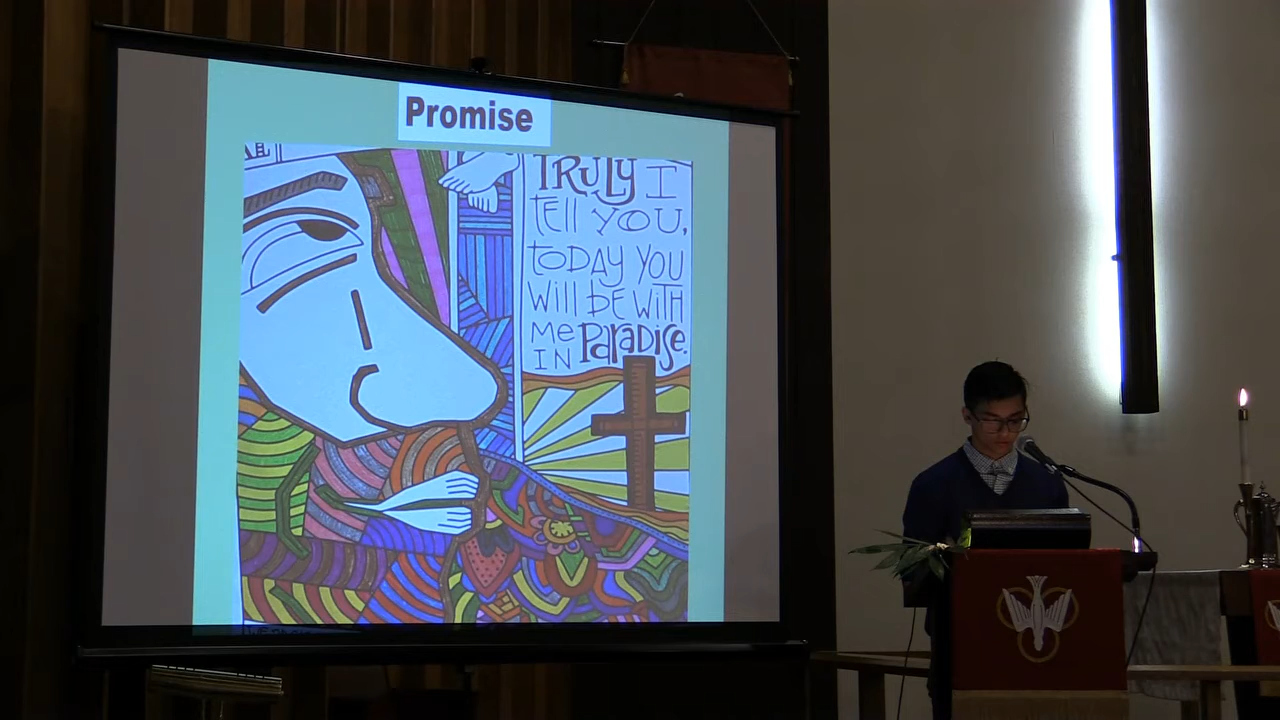 Promise
TRULY I
TELL YOU,
TODAY YOU
WILL BE WITH
ME
IN PARADISE.